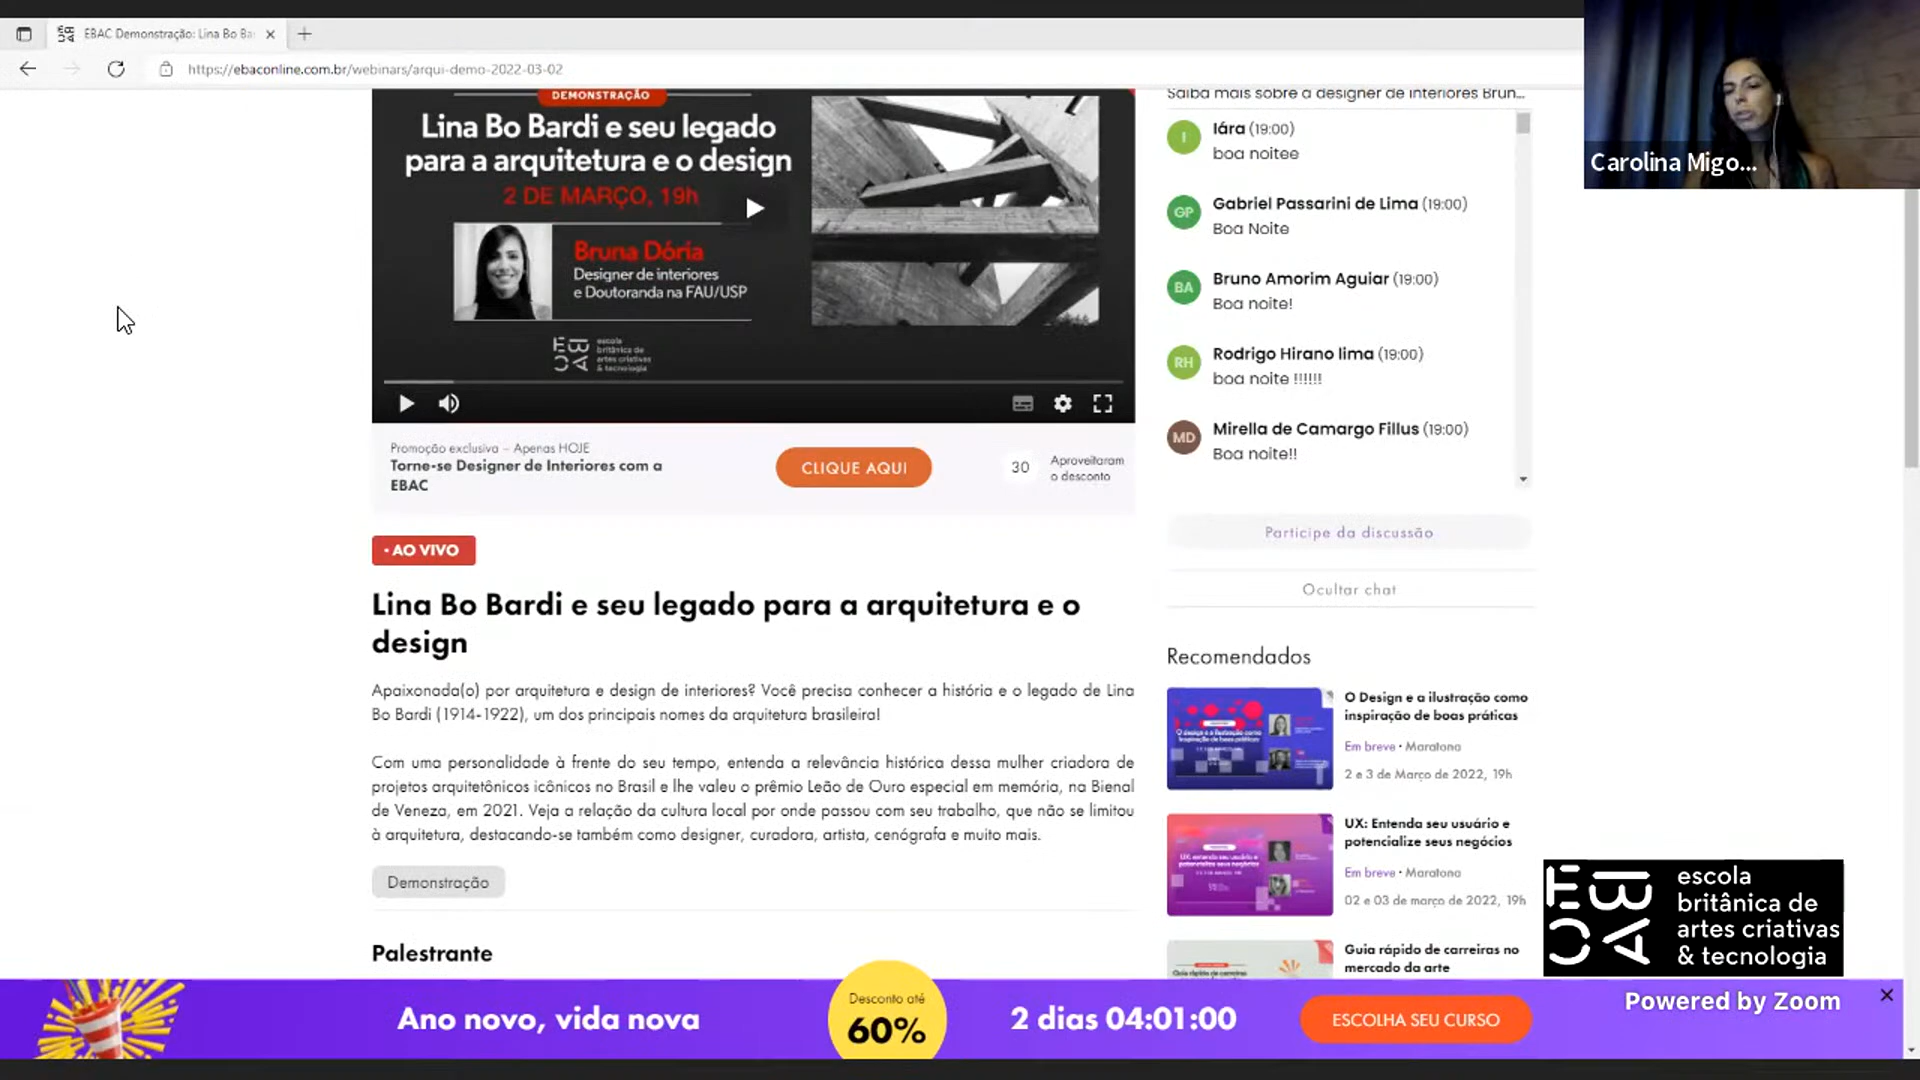 EBAC Demonstração: Lina Bo Ba
https://ebaconline.com.br/webinars/arqui-demo-2022-03-02
DEMONSTRAÇÃO
Lina Bo Bardi e seu legado
para a arquitetura e o design
2 DE MARÇO, 19h
Bruna Dória
Designer de interiores
e Doutoranda na FAU/USP
escola
britânica de
artes criativas
& tecnologia
Promoção exclusiva – Apenas HOJE
Torne-se Designer de Interiores com a
EBAC
CLIQUE AQUI
30
Aproveitaram
o desconto
• AO VIVO
Lina Bo Bardi e seu legado para a arquitetura e o
design
Apaixonada(o) por arquitetura e design de interiores? Você precisa conhecer a história e o legado de Lina
Bo Bardi (1914-1922), um dos principais nomes da arquitetura brasileira!
Com uma personalidade à frente do seu tempo, entenda a relevância histórica dessa mulher criadora de
projetos arquitetônicos icônicos no Brasil e lhe valeu o prêmio Leão de Ouro especial em memória, na Bienal
de Veneza, em 2021. Veja a relação da cultura local por onde passou com seu trabalho, que não se limitou
à arquitetura, destacando-se também como designer, curadora, artista, cenógrafa e muito mais.
Demonstração
Palestrante
Saiba mais sobre a designer de interiores Brun...
I
Iára (19:00)
boa noitee
GP
Gabriel Passarini de Lima (19:00)
Boa Noite
BA
Bruno Amorim Aguiar (19:00)
Boa noite!
RH
Rodrigo Hirano lima (19:00)
boa noite !!!!!!
MD
Mirella de Camargo Fillus (19:00)
Boa noite!!
Participe da discussão
Ocultar chat
Recomendados
O Design e a ilustração como
inspiração de boas práticas
Em breve • Maratona
2 e 3 de Março de 2022, 19h
UX: Entenda seu usuário e
potencialize seus negócios
Em breve • Maratona
02 e 03 de março de 2022, 19h
Guia rápido de carreiras no
mercado da arte
Carolina Migo...
escola
britânica de
artes criativas
& tecnologia
Powered by Zoom
Ano novo, vida nova
Desconto até
60%
2 dias 04:01:00
ESCOLHA SEU CURSO